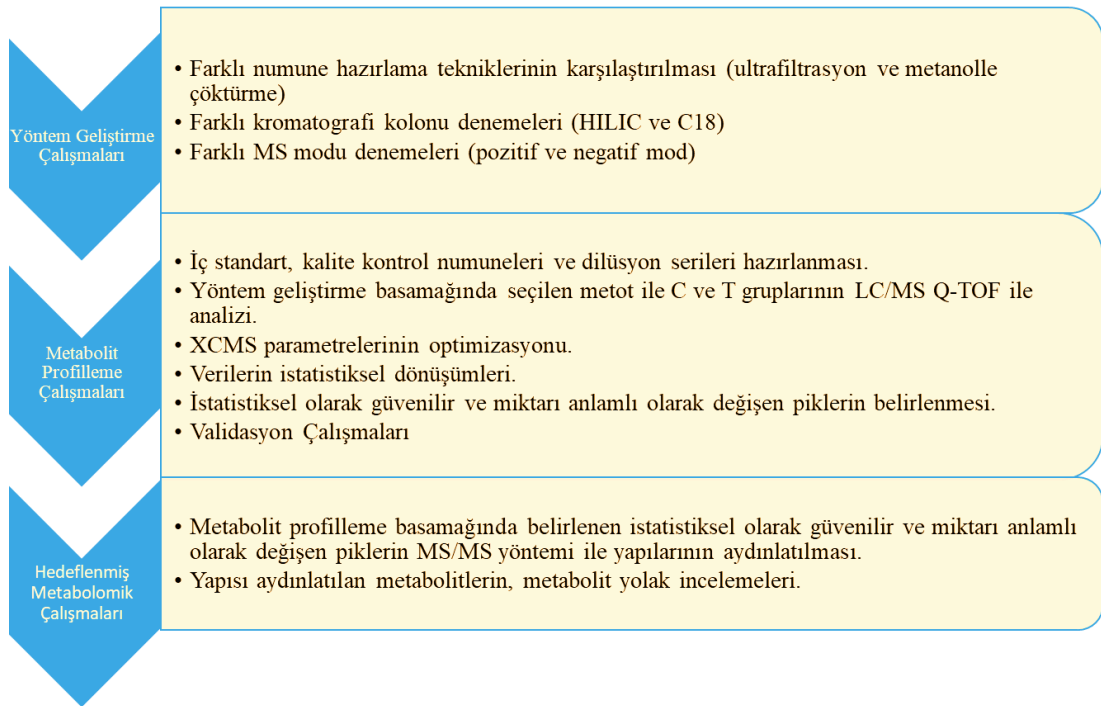 Yöntem Geliştirme
Çalışmaları
• Farklı numune hazırlama tekniklerinin karşılaştırılması (ultrafiltrasyon ve metanolle
çöktürme)
• Farklı kromatografi kolonu denemeleri (HILIC ve C18)
• Farklı MS modu denemeleri (pozitif ve negatif mod)
Metabolit
Profilleme
Çalışmaları
• İç standart, kalite kontrol numuneleri ve dilüsyon serileri hazırlanması.
• Yöntem geliştirme basamağında seçilen metot ile C ve T gruplarının LC/MS Q-TOF ile
analizi.
• XCMS parametrelerinin optimizasyonu.
• Verilerin istatistiksel dönüşümleri.
• İstatistiksel olarak güvenilir ve miktarı anlamlı olarak değişen piklerin belirlenmesi.
• Validasyon Çalışmaları
Hedeflenmiş
Metabolomik
Çalışmaları
• Metabolit profilleme basamağında belirlenen istatistiksel olarak güvenilir ve miktarı anlamlı
olarak değişen piklerin MS/MS yöntemi ile yapılarının aydınlatılması.
• Yapısı aydınlatılan metabolitlerin, metabolit yolak incelemeleri.